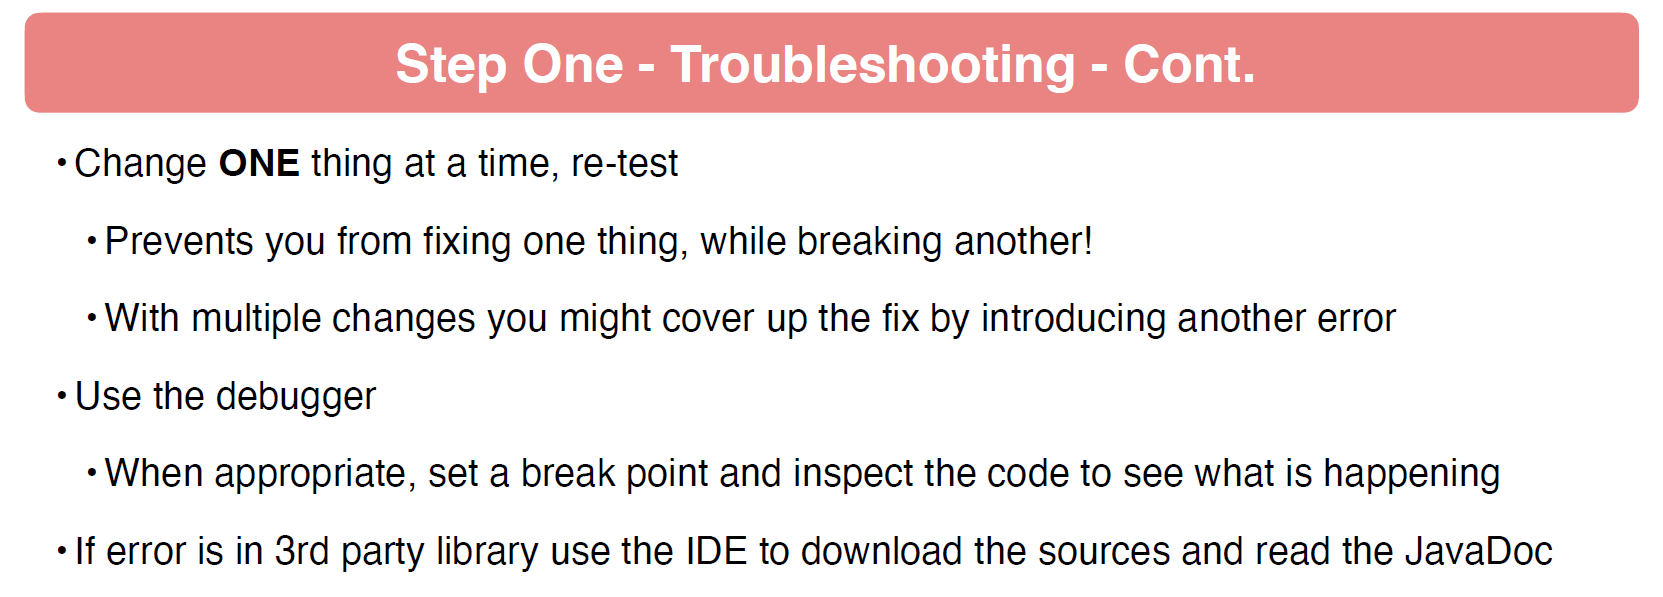 Step One - Troubleshooting - Cont.
• Change ONE thing at a time, re-test
• Prevents you from fixing one thing, while breaking another!
• With multiple changes you might cover up the fix by introducing another error
• Use the debugger
• When appropriate, set a break point and inspect the code to see what is happening
• If error is in 3rd party library use the IDE to download the sources and read the JavaDoc